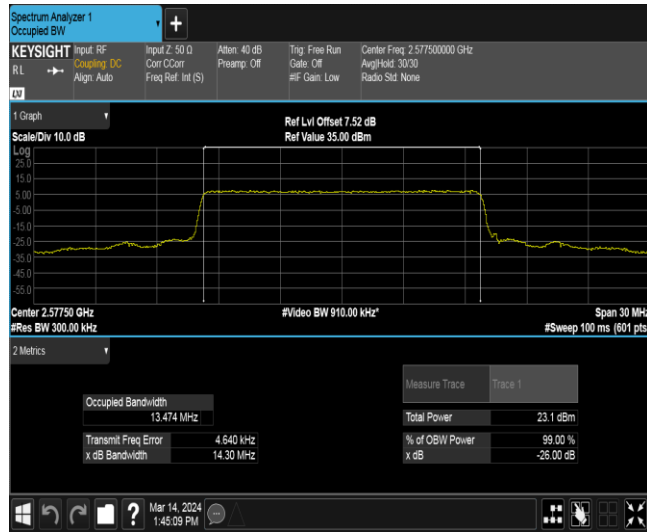 Spectrum Analyzer 1
Occupied BW
KEYSIGHT
RL
LXI
Input: RF
Coupling: DC
Align: Auto
Input Z: 50 Ω
Corr CCorr
Freq Ref: Int (S)
Atten: 40 dB
Preamp: Off
Trig: Free Run
Gate: Off
#IF Gain: Low
Center Freq: 2.577500000 GHz
Avg|Hold: 30/30
Radio Std: None
1 Graph
Scale/Div 10.0 dB
Ref Lvl Offset 7.52 dB
Ref Value 35.00 dBm
Log
25.0
15.0
5.00
-5.00
-15.0
-25.0
-35.0
-45.0
-55.0
Center 2.57750 GHz
#Res BW 300.00 kHz
#Video BW 910.00 kHz*
Span 30 MHz
#Sweep 100 ms (601 pts
2 Metrics
Measure Trace Trace 1
Occupied Bandwidth
13.474 MHz
Total Power 23.1 dBm
Transmit Freq Error 4.640 kHz
% of OBW Power 99.00 %
x dB Bandwidth 14.30 MHz
x dB -26.00 dB
?
Mar 14, 2024
1:45:09 PM